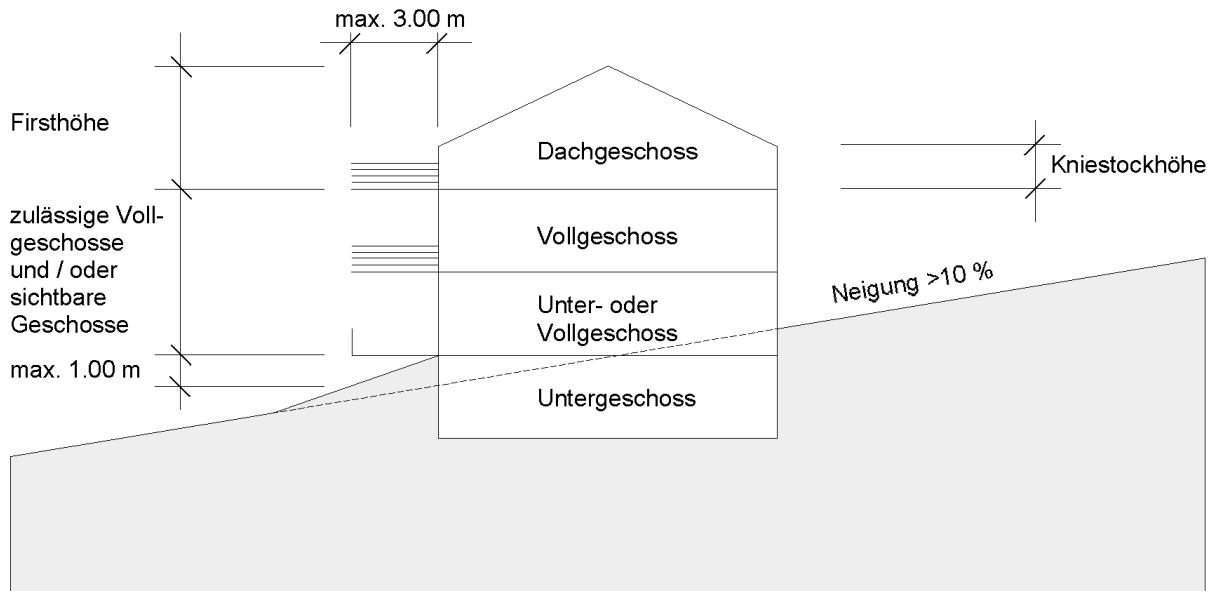 max. 3.00 m
Firsthöhe
Dachgeschoss
Kniestockhöhe
zulässige Voll-
geschosse
und / oder
sichtbare
Geschosse
Vollgeschoss
Neigung >10 %
Unter- oder
Vollgeschoss
max. 1.00 m
Untergeschoss